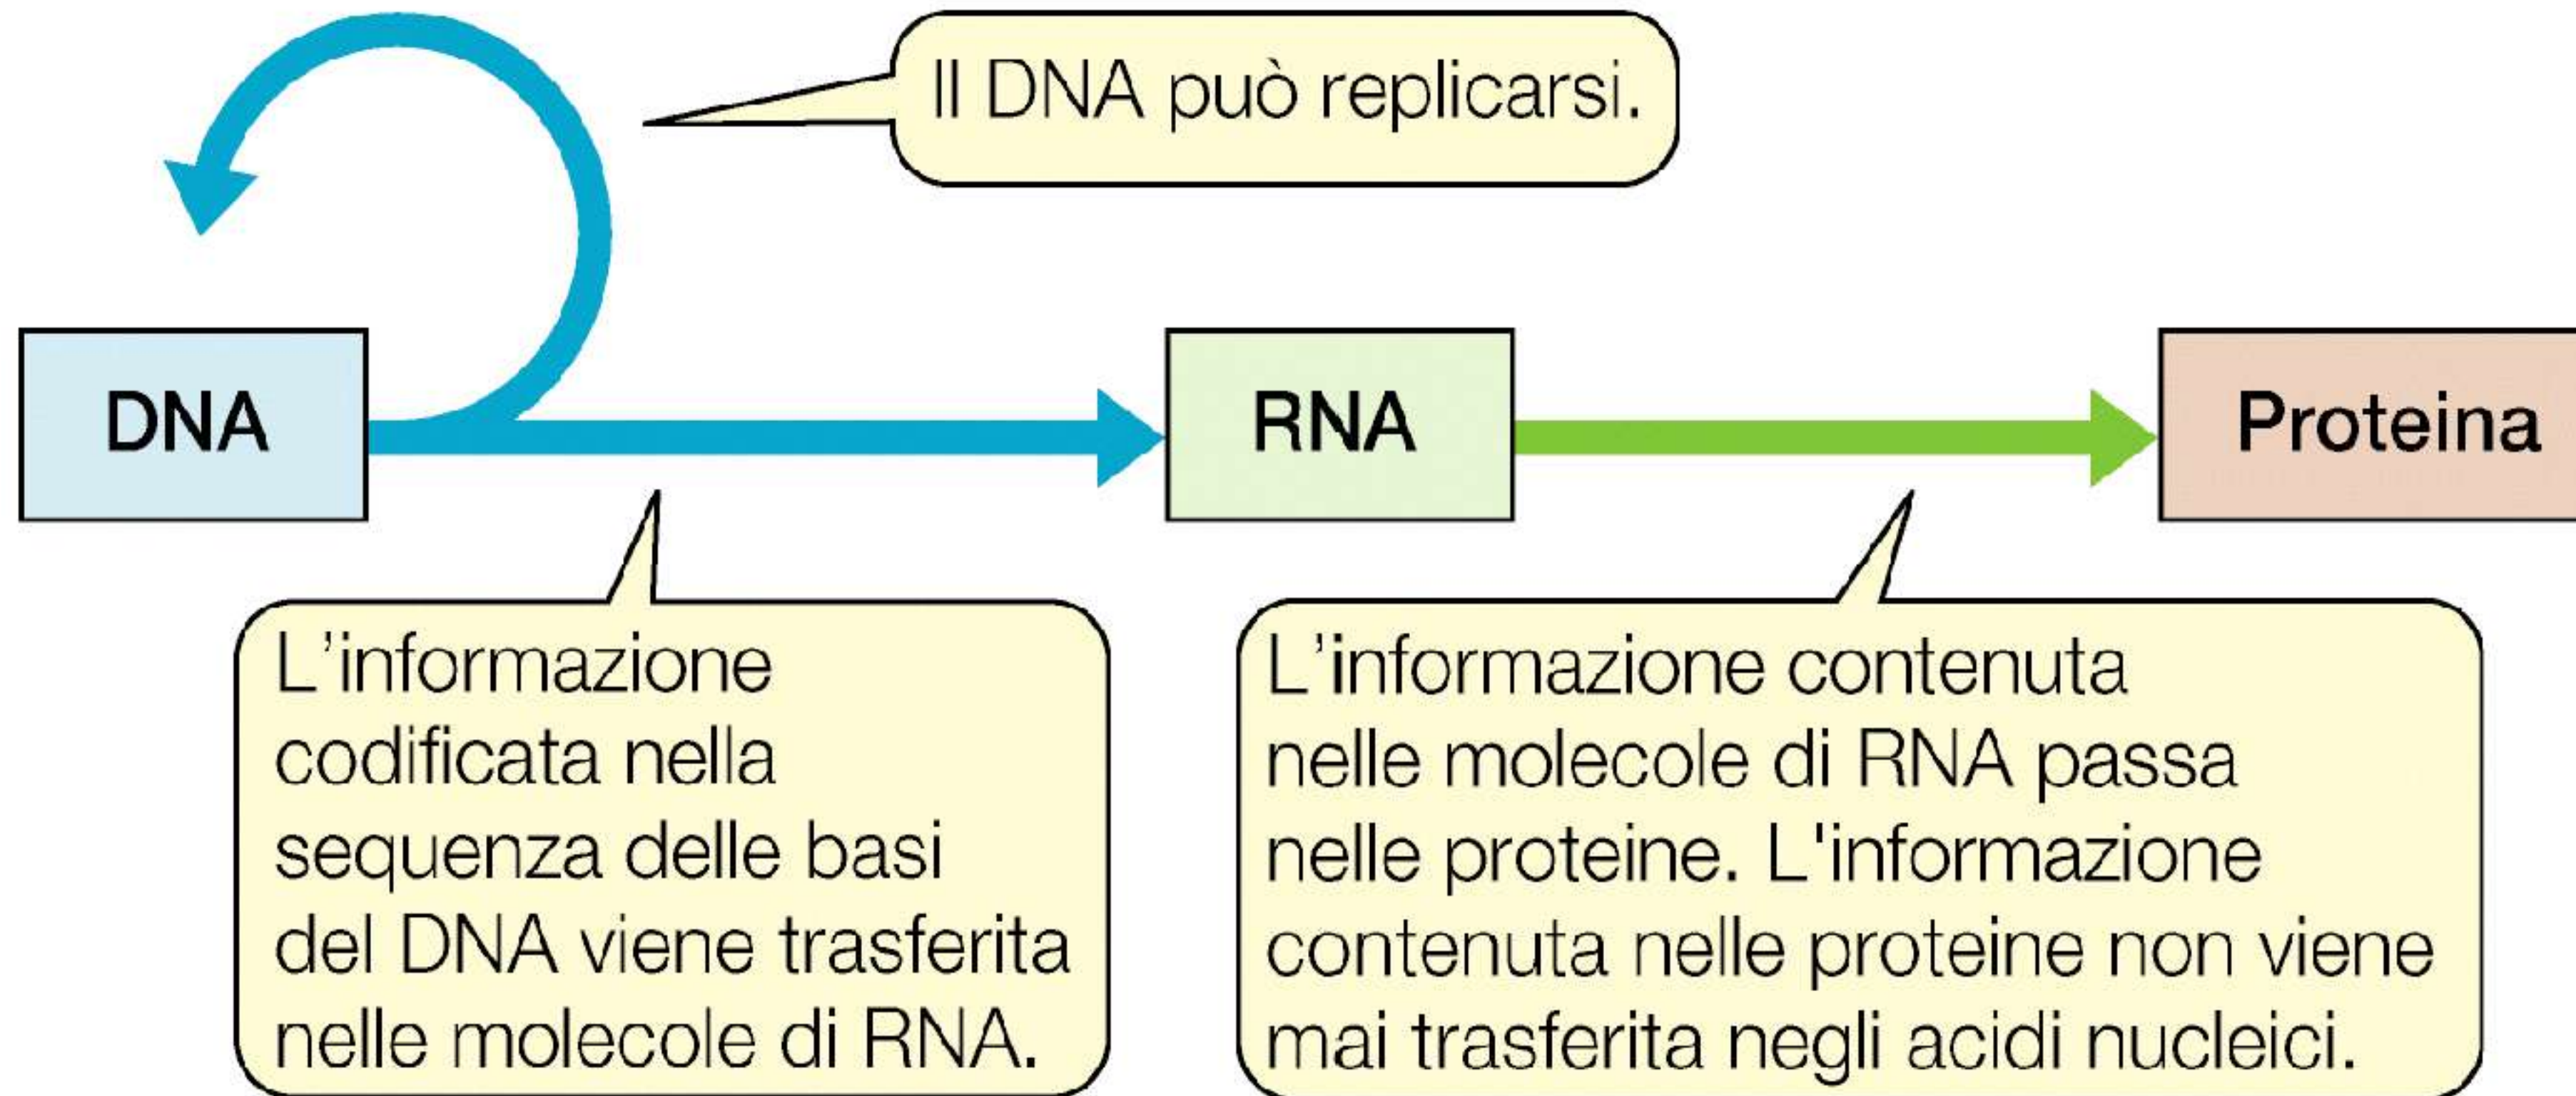 Il DNA può replicarsi.
DNA
RNA
Proteina
L’informazione
codificata nella
sequenza delle basi
del DNA viene trasferita
nelle molecole di RNA.
L’informazione contenuta
nelle molecole di RNA passa
nelle proteine. L'informazione
contenuta nelle proteine non viene
mai trasferita negli acidi nucleici.